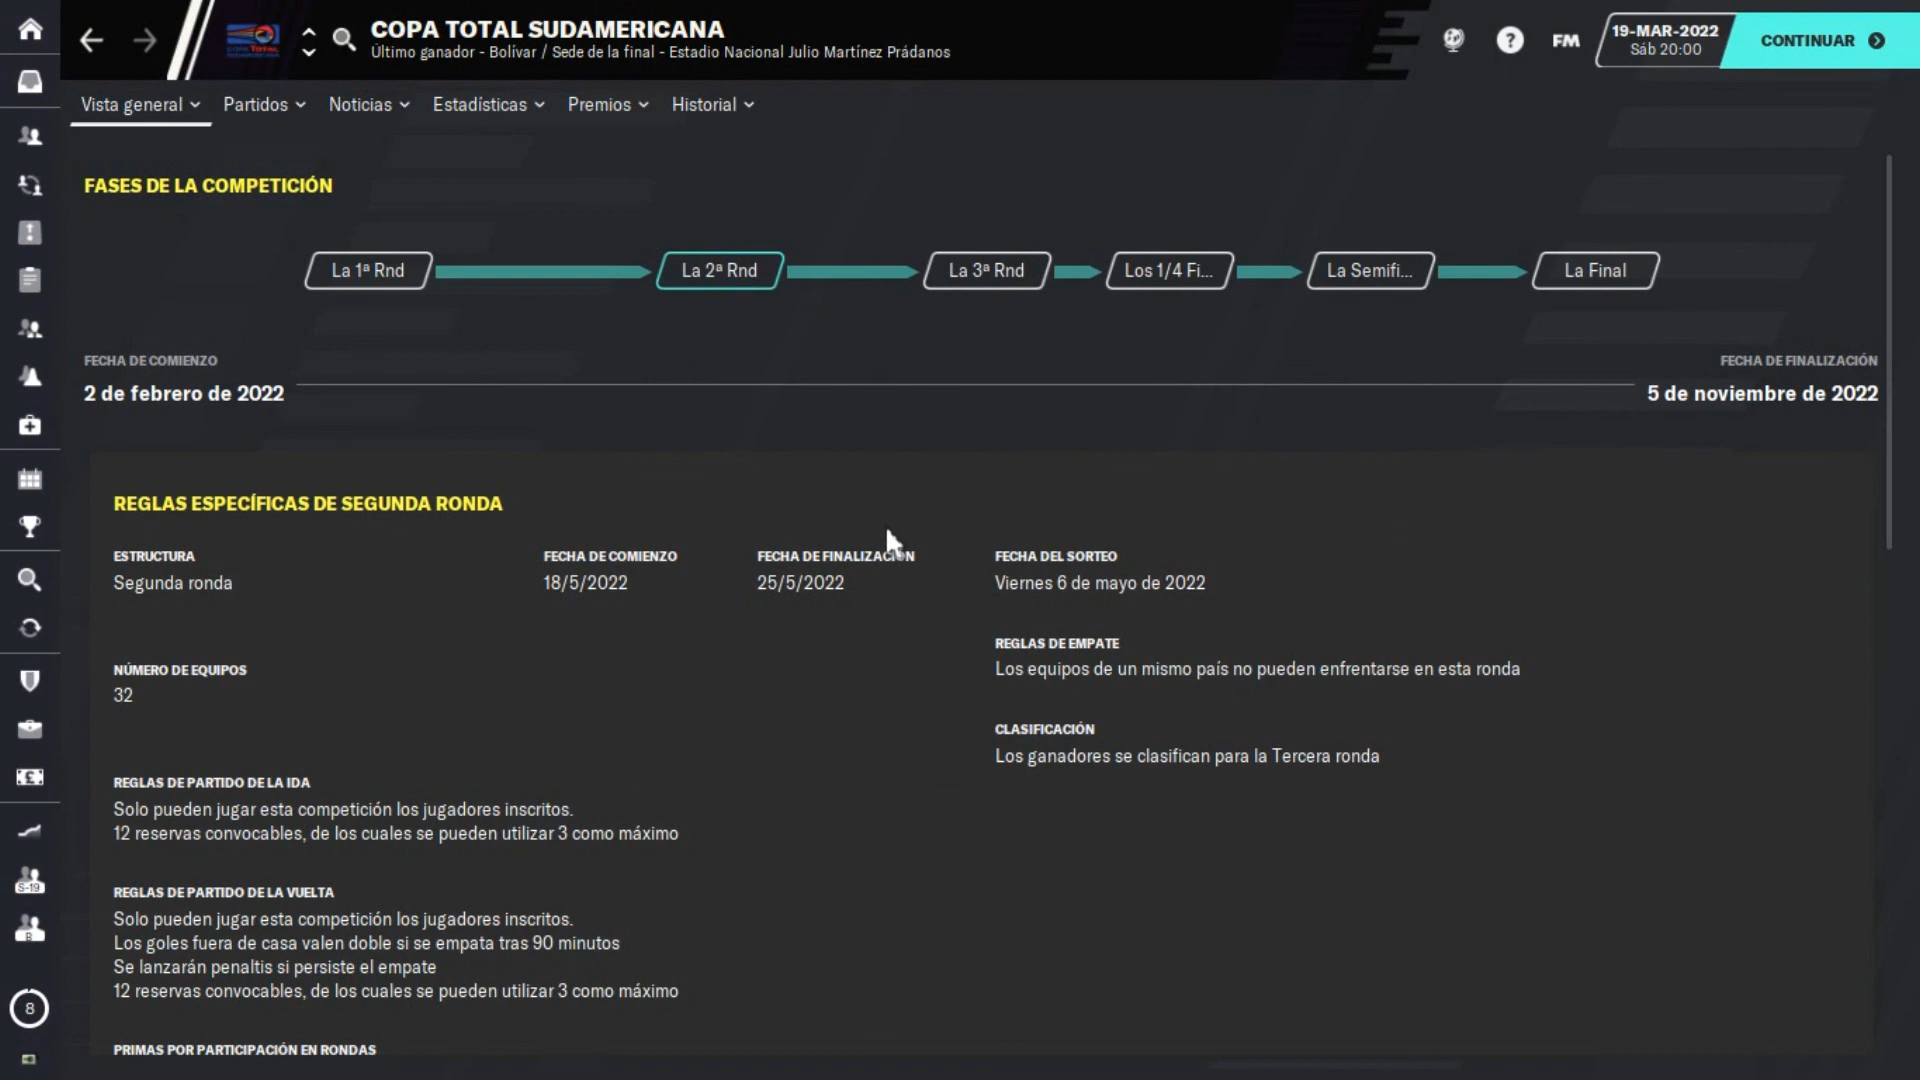 COPA TOTAL SUDAMERICANA
Último ganador - Bolívar / Sede de la final - Estadio Nacional Julio Martínez Prádanos
FM
19-MAR-2022
Sáb 20:00
CONTINUAR
Vista general
Partidos
Noticias
Estadísticas
Premios
Historial
FASES DE LA COMPETICIÓN
La 1ª Rnd
La 2ª Rnd
La 3ª Rnd
Los 1/4 Fi...
La Semifi...
La Final
FECHA DE COMIENZO
2 de febrero de 2022
FECHA DE FINALIZACIÓN
5 de noviembre de 2022
REGLAS ESPECÍFICAS DE SEGUNDA RONDA
ESTRUCTURA
Segunda ronda
FECHA DE COMIENZO
18/5/2022
FECHA DE FINALIZACIÓN
25/5/2022
FECHA DEL SORTEO
Viernes 6 de mayo de 2022
NÚMERO DE EQUIPOS
32
REGLAS DE EMPATE
Los equipos de un mismo país no pueden enfrentarse en esta ronda
CLASIFICACIÓN
Los ganadores se clasifican para la Tercera ronda
REGLAS DE PARTIDO DE LA IDA
Solo pueden jugar esta competición los jugadores inscritos.
12 reservas convocables, de los cuales se pueden utilizar 3 como máximo
REGLAS DE PARTIDO DE LA VUELTA
Solo pueden jugar esta competición los jugadores inscritos.
Los goles fuera de casa valen doble si se empata tras 90 minutos
Se lanzarán penaltis si persiste el empate
12 reservas convocables, de los cuales se pueden utilizar 3 como máximo
PRIMAS POR PARTICIPACIÓN EN RONDAS
S-19
B
8